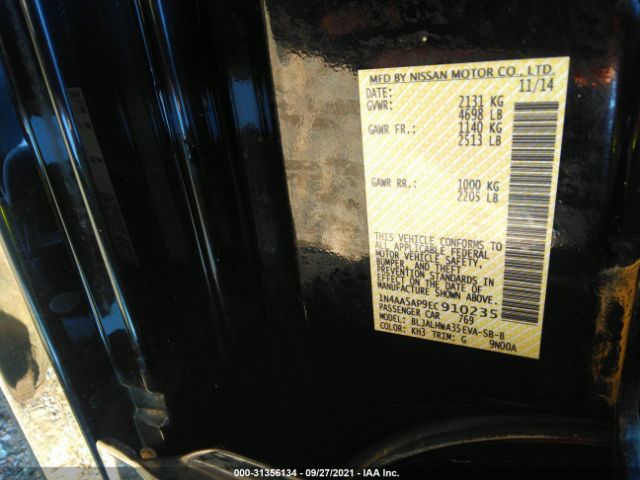 MFD BY NISSAN MOTOR CO., LTD.
DATE: 11/14
GVWR: 2131 KG
4698 LB
GAWR FR.: 1140 KG
2513 LB
GAWR RR.: 1000 KG
2205 LB
THIS VEHICLE CONFORMS TO
ALL APPLICABLE FEDERAL
MOTOR VEHICLE SAFETY,
BUMPER, AND THEFT
PREVENTION STANDARDS IN
EFFECT ON THE DATE OF
MANUFACTURE SHOWN ABOVE.
1N4AA5AP9EC910235
PASSENGER CAR 769
MODEL: BLJALHWA35EVA-SB-B
COLOR: KH3 TRIM: G 9N00A
000-31356134 - 09/27/2021 - IAA Inc.